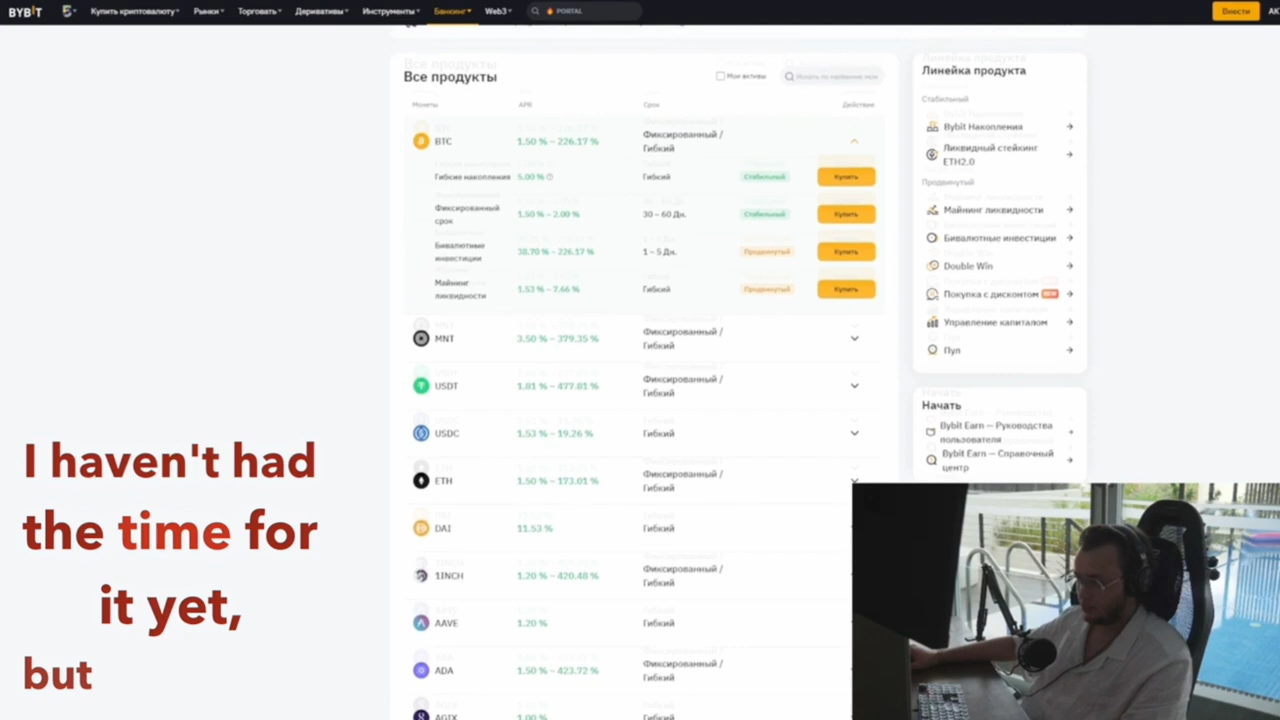 BYBIT
Купить криптовалюту
Рынки
Торговать
Деривативы
Инструменты
Банкинг
Web3
PORTAL
Внести
Все продукты
Мои активы
Монеты
APR
Срок
Действие
BTC
1.50 % – 226.17 %
Фиксированный /
Гибкий
Гибкие накопления
5.00 %
Гибкий
Стабильный
Купить
Фиксированный
срок
1.50 % – 2.00 %
30 – 60 Дн.
Стабильный
Купить
Бивалютные
инвестиции
38.70 % – 226.17 %
1 – 5 Дн.
Продвинутый
Купить
Майнинг
ликвидности
1.53 % – 7.66 %
Гибкий
Продвинутый
Купить
MNT
3.50 % – 379.35 %
Фиксированный /
Гибкий
USDT
1.81 % – 477.81 %
Фиксированный /
Гибкий
USDC
1.53 % – 19.26 %
Гибкий
ETH
1.50 % – 173.01 %
Фиксированный /
Гибкий
DAI
11.53 %
Гибкий
1INCH
1.20 % – 420.48 %
Фиксированный /
Гибкий
AAVE
1.20 %
Гибкий
ADA
1.50 % – 423.72 %
Фиксированный /
Гибкий
AGIX
1.00 %
Гибкий
Линейка продукта
Стабильный
Bybit Накопления
Ликвидный стейкинг
ETH2.0
Продвинутый
Майнинг ликвидности
Бивалютные инвестиции
Double Win
Покупка с дисконтом NEW
Управление капиталом
Пул
Начать
Bybit Earn — Руководства
пользователя
Bybit Earn — Справочный
центр
I haven't had
the time for
it yet,
but